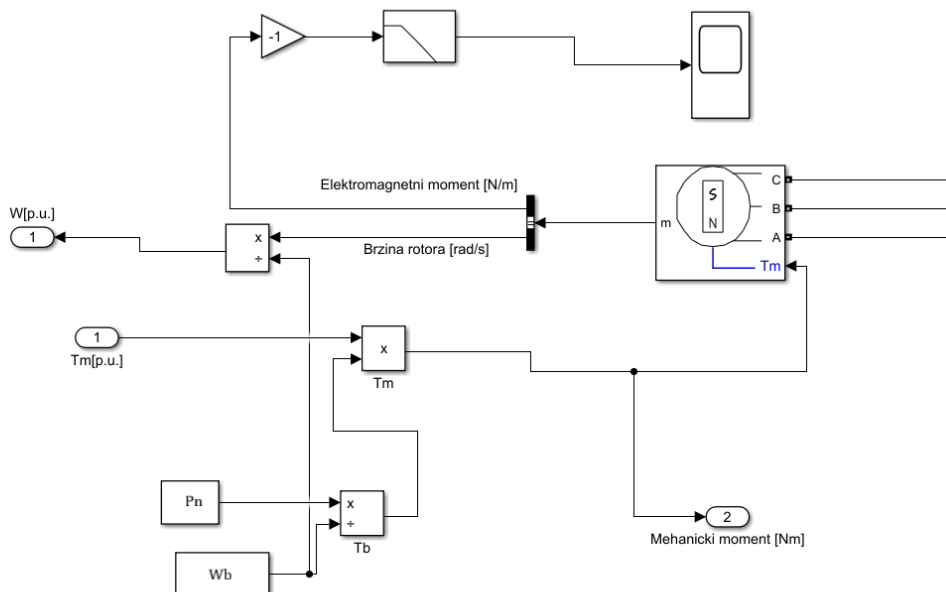 -1
Elektromagnetni moment [N/m]
S
N
C
B
A
m
Tm
W[p.u.]
1
x
÷
Brzina rotora [rad/s]
1
Tm[p.u.]
x
Tm
Pn
x
÷
Tb
Wb
2
Mehanicki moment [Nm]